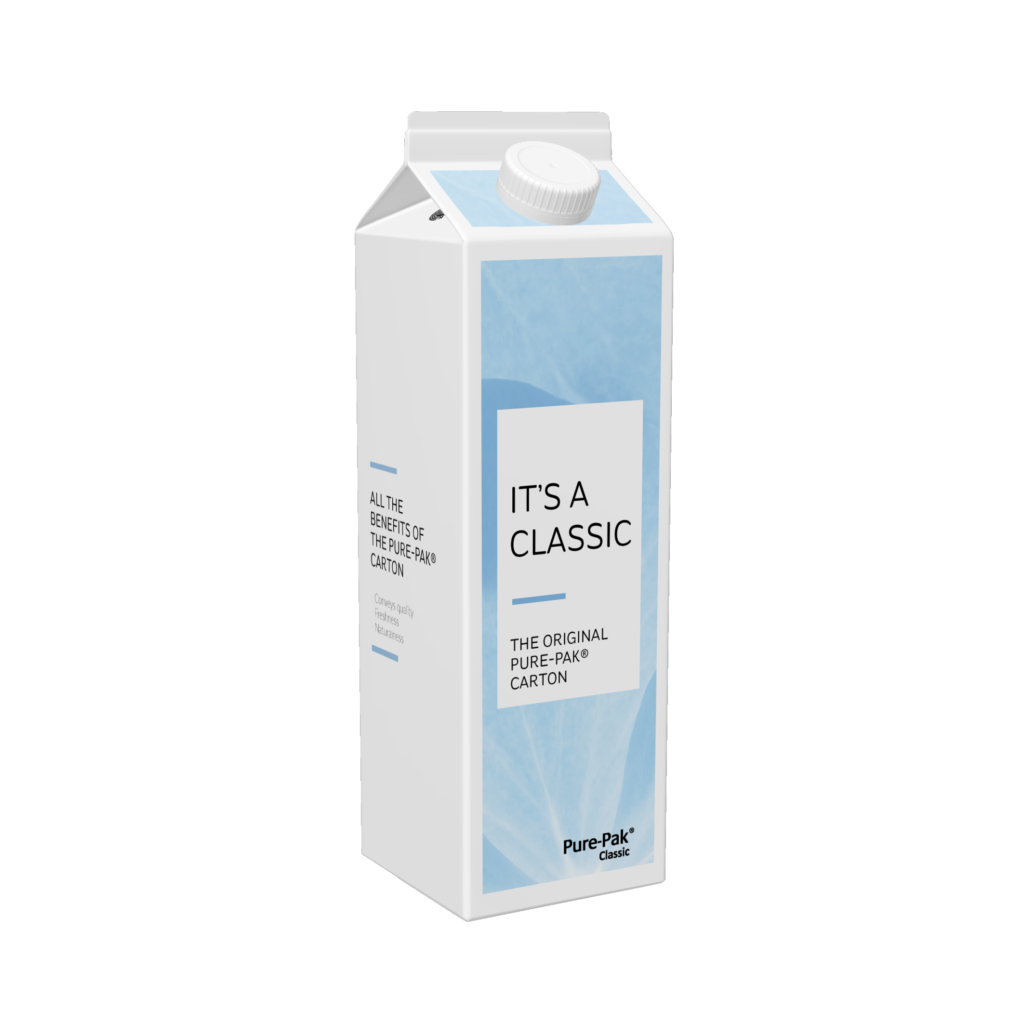 ALL THE
BENEFITS OF
THE PURE-PAK®
CARTON
Conveys quality
Freshness
Naturalness
IT'S A
CLASSIC
THE ORIGINAL
PURE-PAK®
CARTON
Pure-Pak®
Classic